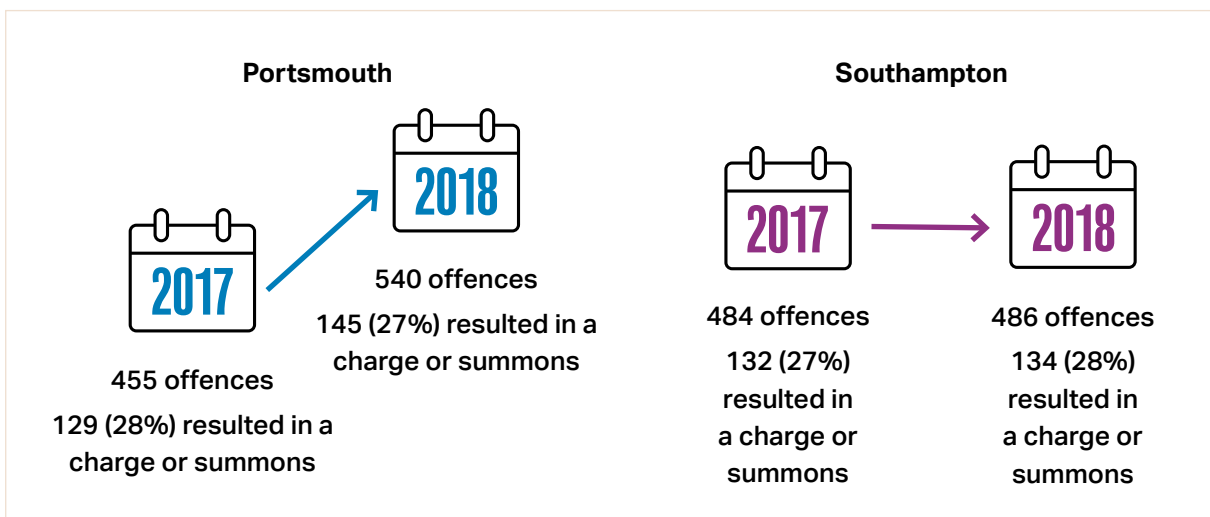 Portsmouth
2017
455 offences
129 (28%) resulted in a
charge or summons
2018
540 offences
145 (27%) resulted in a
charge or summons
Southampton
2017
484 offences
132 (27%)
resulted in
a charge or
summons
2018
486 offences
134 (28%)
resulted in
a charge or
summons